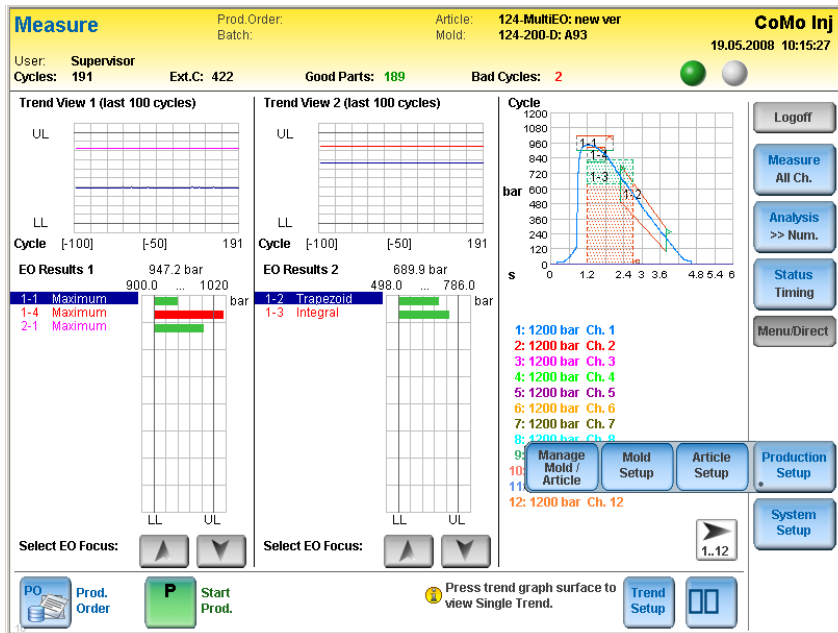 Measure
Prod.Order:
Batch:
Article: 124-MultiEO: new ver
Mold: 124-200-D: A93
CoMo Inj
19.05.2008 10:15:27
User: Supervisor
Cycles: 191 Ext.C: 422 Good Parts: 189 Bad Cycles: 2
Trend View 1 (last 100 cycles)
UL
LL
Cycle [-100] [-50] 191
EO Results 1 947.2 bar
900.0 ... 1020
bar
1-1 Maximum
1-4 Maximum
2-1 Maximum
LL UL
Select EO Focus:
Trend View 2 (last 100 cycles)
UL
LL
Cycle [-100] [-50] 191
EO Results 2 689.9 bar
498.0 ... 786.0
bar
1-2 Trapezoid
1-3 Integral
LL UL
Select EO Focus:
Cycle
1200
1080
960
840
720
bar 600
480
360
240
120
0
s 0 1.2 2.4 3 3.6 4.8 5.4 6
1-1
1-4
1-3
1-2
1: 1200 bar Ch. 1
2: 1200 bar Ch. 2
3: 1200 bar Ch. 3
4: 1200 bar Ch. 4
5: 1200 bar Ch. 5
6: 1200 bar Ch. 6
7: 1200 bar Ch. 7
8: 1200 bar Ch. 8
9:
10:
11:
12: 1200 bar Ch. 12
Manage
Mold /
Article
Mold
Setup
Article
Setup
Logoff
Measure
All Ch.
Analysis
>> Num.
Status
Timing
Menu/Direct
Production
Setup
System
Setup
1..12
PO
Prod.
Order
P
Start
Prod.
Press trend graph surface to
view Single Trend.
Trend
Setup